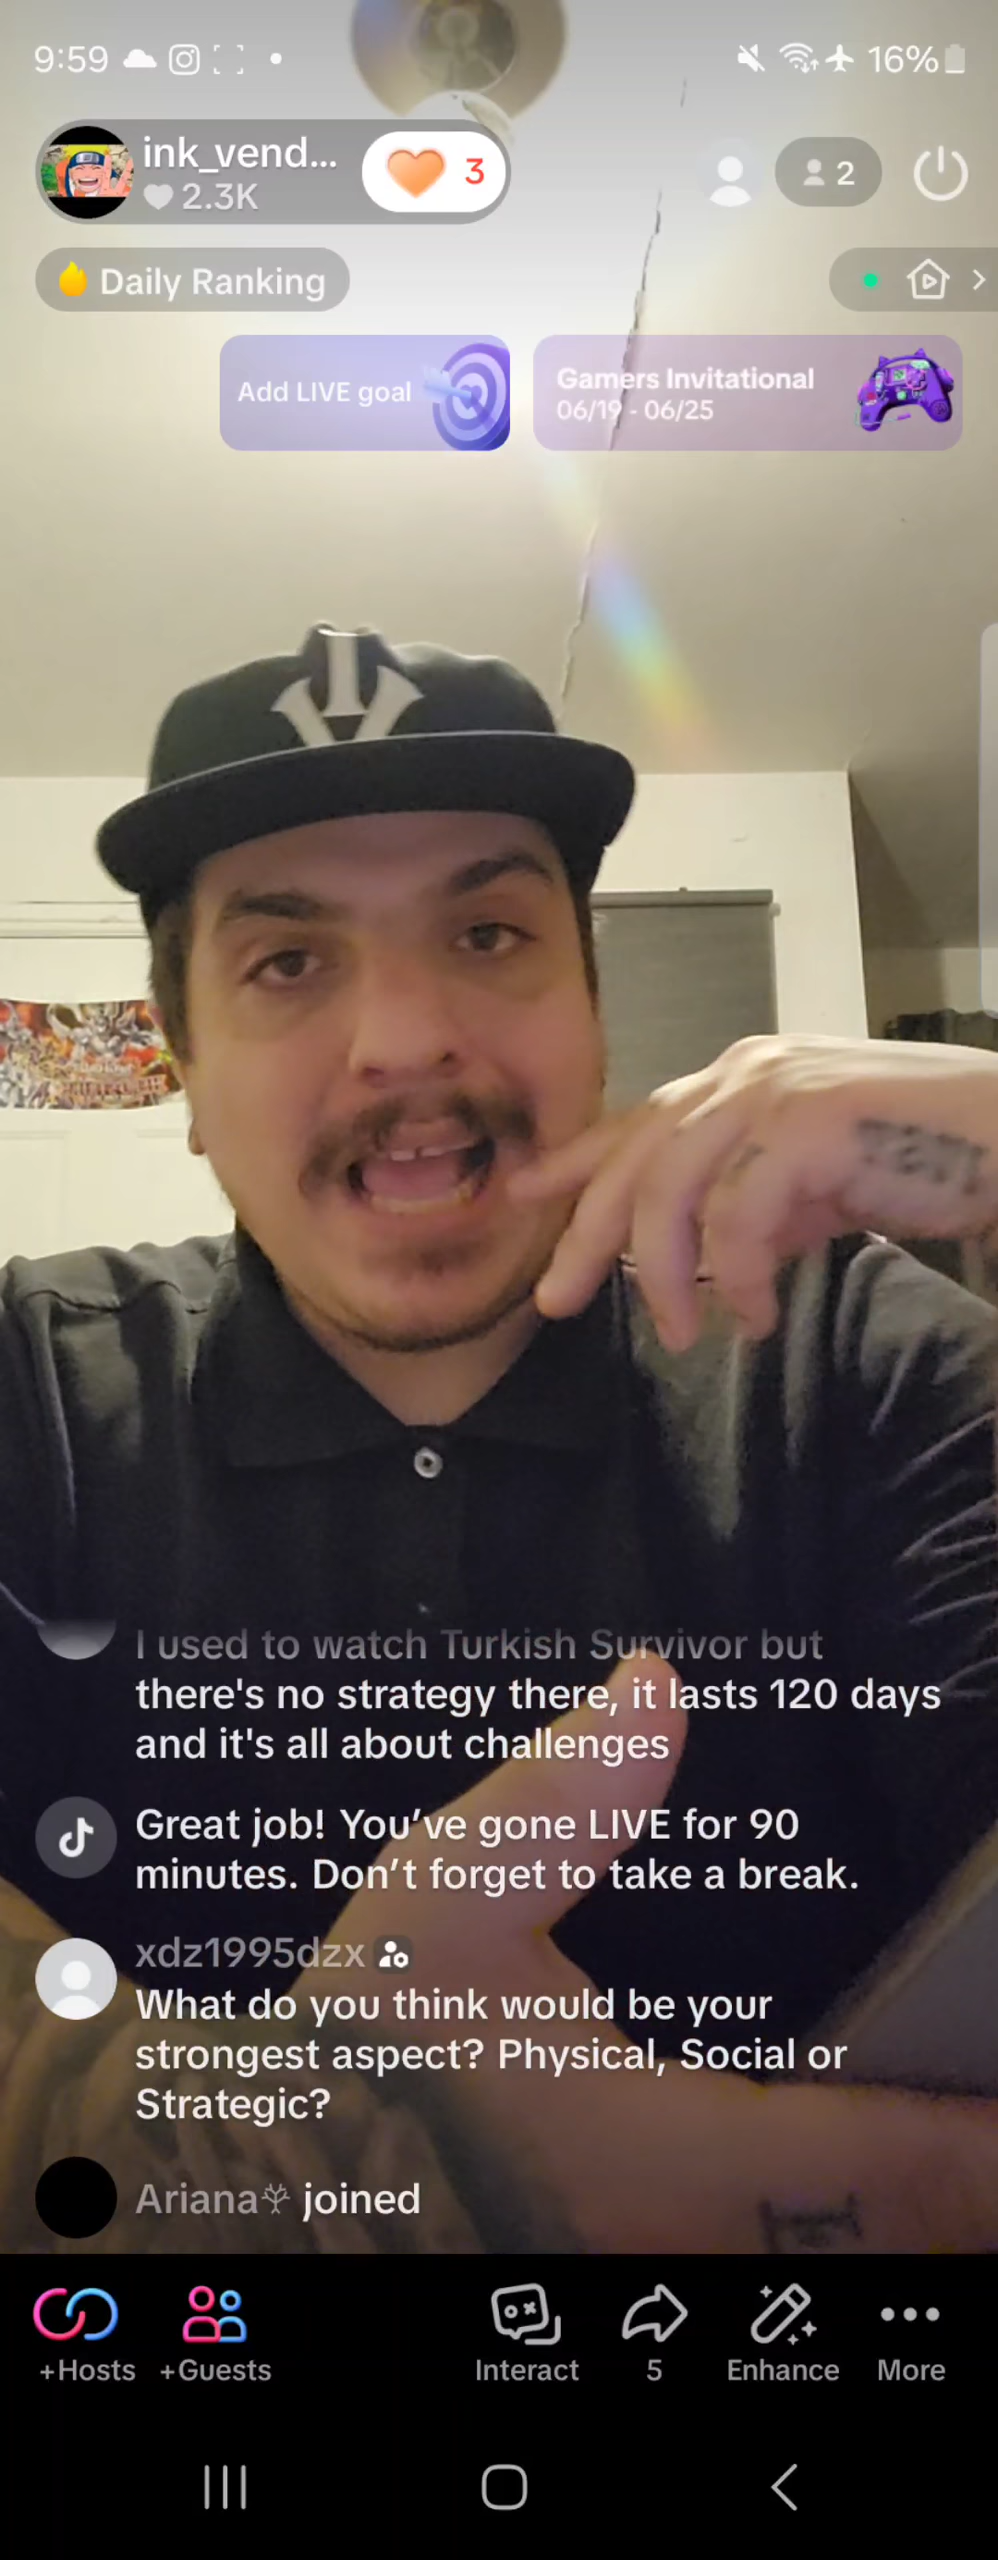 9:59
16%
ink_vend...
2.3K
3
2
Daily Ranking
Add LIVE goal
Gamers Invitational
06/19 - 06/25
I used to watch Turkish Survivor but
there's no strategy there, it lasts 120 days
and it's all about challenges
Great job! You’ve gone LIVE for 90
minutes. Don’t forget to take a break.
xdz1995dzx
What do you think would be your
strongest aspect? Physical, Social or
Strategic?
Ariana joined
+Hosts
+Guests
Interact
5
Enhance
More